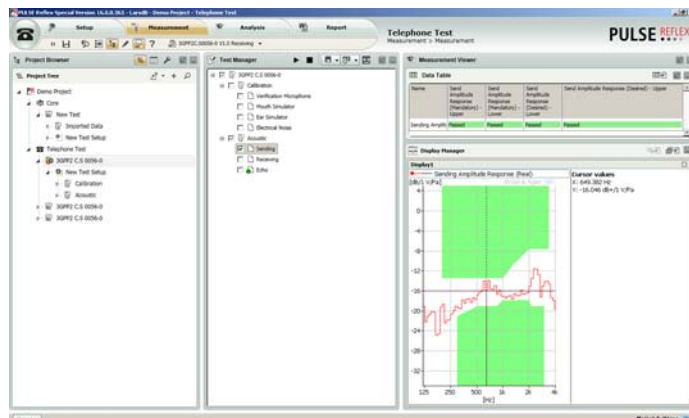 PULSE Reflex Special Version 16.0.0.363 - Larsdit - Demo Project - Telephone Test
Setup
Measurement
Analysis
Report
Telephone Test
Measurement > Measurement
PULSE REFLEX
3GPP2C.S0056-0 V1.0 Receiving
Project Browser
Project Tree
Demo Project
Core
New Test
Imported Data
New Test Setup
Telephone Test
3GPP2 C.S 0056-0
New Test Setup
Calibration
Acoustic
3GPP2 C.S 0056-0
3GPP2 C.S 0056-0
Test Manager
3GPP2 C.S 0056-0
Calibration
Verification Microphone
Mouth Simulator
Ear Simulator
Electrical Noise
Acoustic
Sending
Receiving
Echo
Measurement Viewer
Data Table
Name
Send Amplitude Response (Mandatory) - Upper
Send Amplitude Response (Mandatory) - Lower
Send Amplitude Response (Desired) - Lower
Send Amplitude Response (Desired) - Upper
Sending Amplit
Passed
Passed
Passed
Passed
Display Manager
Display1
Sending Amplitude Response (Real)
[dB/1 V/Pa]
Cursor values
X: 649.382 Hz
Y: -16.046 dB+/1 V/Pa
4
0
-4
-8
-12
-16
-20
-24
-28
-32
125
250
500
1k
2k
4k
[Hz]